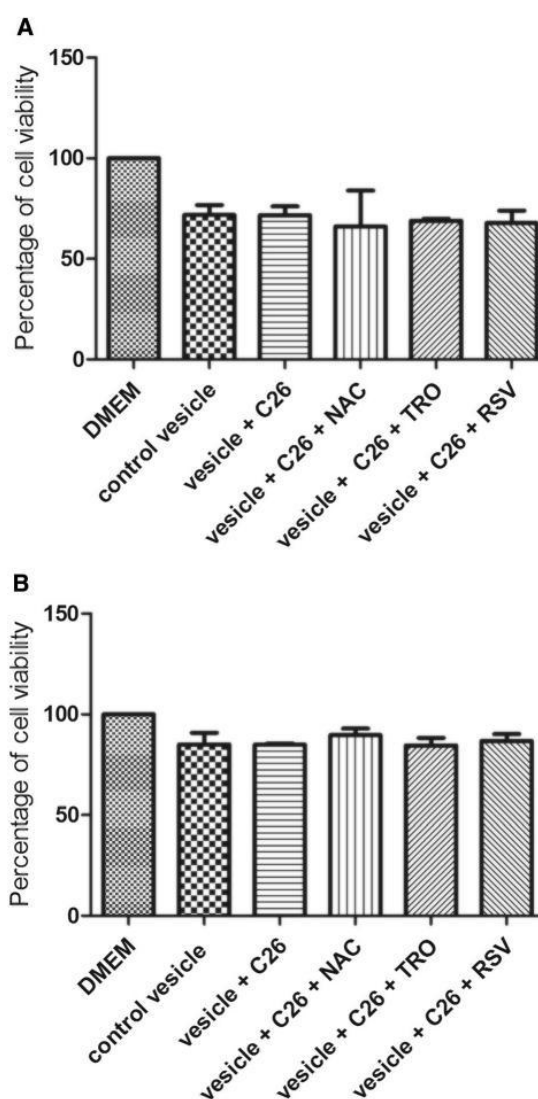 A
Percentage of cell viability
150
100
50
0
DMEM
control vesicle
vesicle + C26
vesicle + C26 + NAC
vesicle + C26 + TRO
vesicle + C26 + RSV
B
Percentage of cell viability
150
100
50
0
DMEM
control vesicle
vesicle + C26
vesicle + C26 + NAC
vesicle + C26 + TRO
vesicle + C26 + RSV